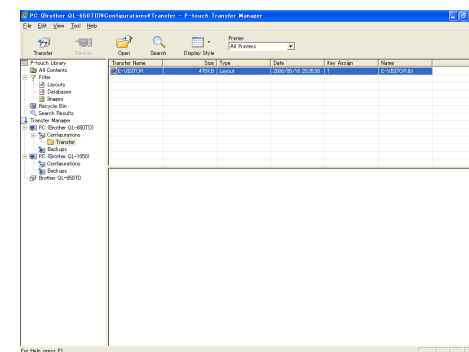 PC (Brother QL-650TD)¥Configurations¥Transfer - P-touch Transfer Manager
File Edit View Tool Help
Transfer Backup Open Search Display Style Printer: All Printers
P-touch Library
All Contents
Filter
Layouts
Databases
Images
Recycle Bin
Search Results
Transfer Manager
PC (Brother QL-650TD)
Configurations
Transfer
Backups
PC (Brother QL-1050)
Configurations
Backups
Brother QL-650TD
Transfer Name Size Type Date Key Assign Name
E-VISITOR 470KB Layout 2006/05/16 20:35:38 1 E-VISITOR.lbl
For Help, press F1